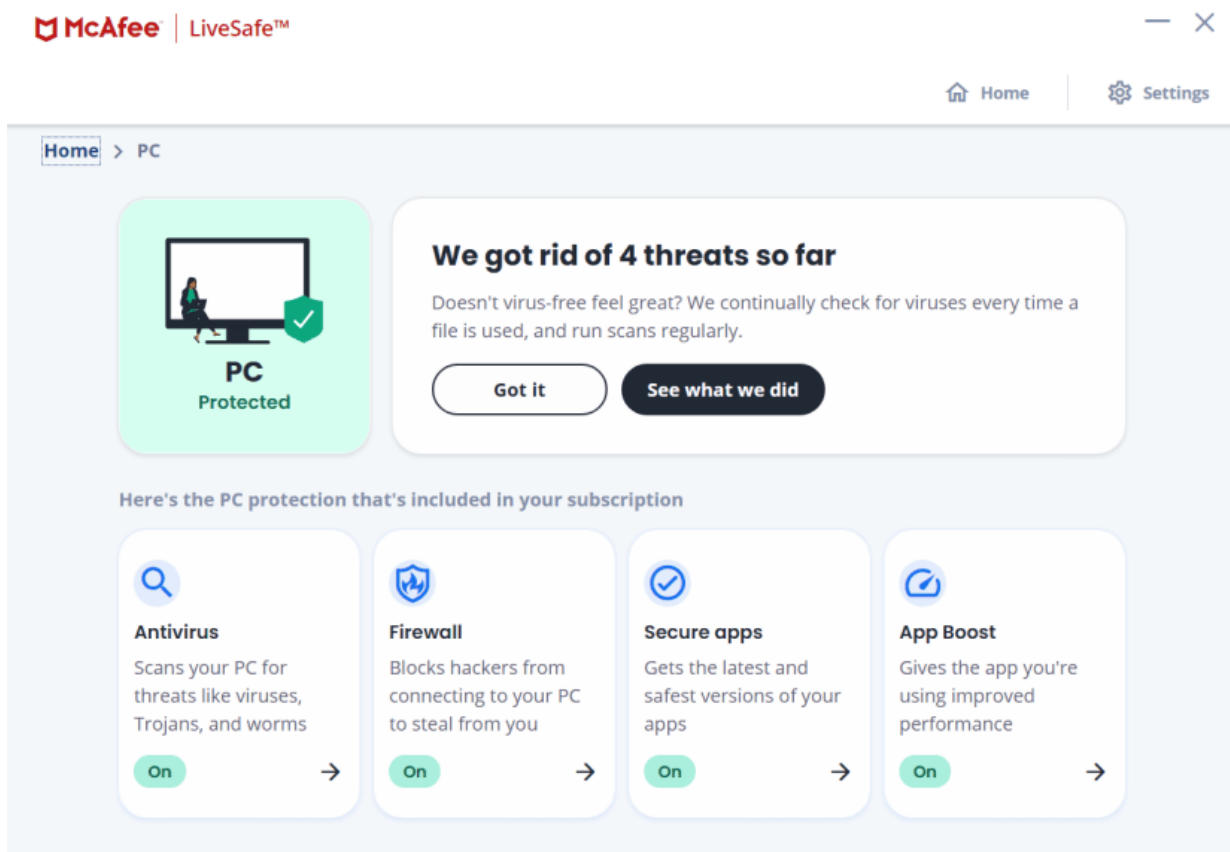 McAfee | LiveSafe™
Home
Settings
Home > PC
PC
Protected
We got rid of 4 threats so far
Doesn't virus-free feel great? We continually check for viruses every time a
file is used, and run scans regularly.
Got it
See what we did
Here's the PC protection that's included in your subscription
Antivirus
Scans your PC for
threats like viruses,
Trojans, and worms
On
Firewall
Blocks hackers from
connecting to your PC
to steal from you
On
Secure apps
Gets the latest and
safest versions of your
apps
On
App Boost
Gives the app you're
using improved
performance
On